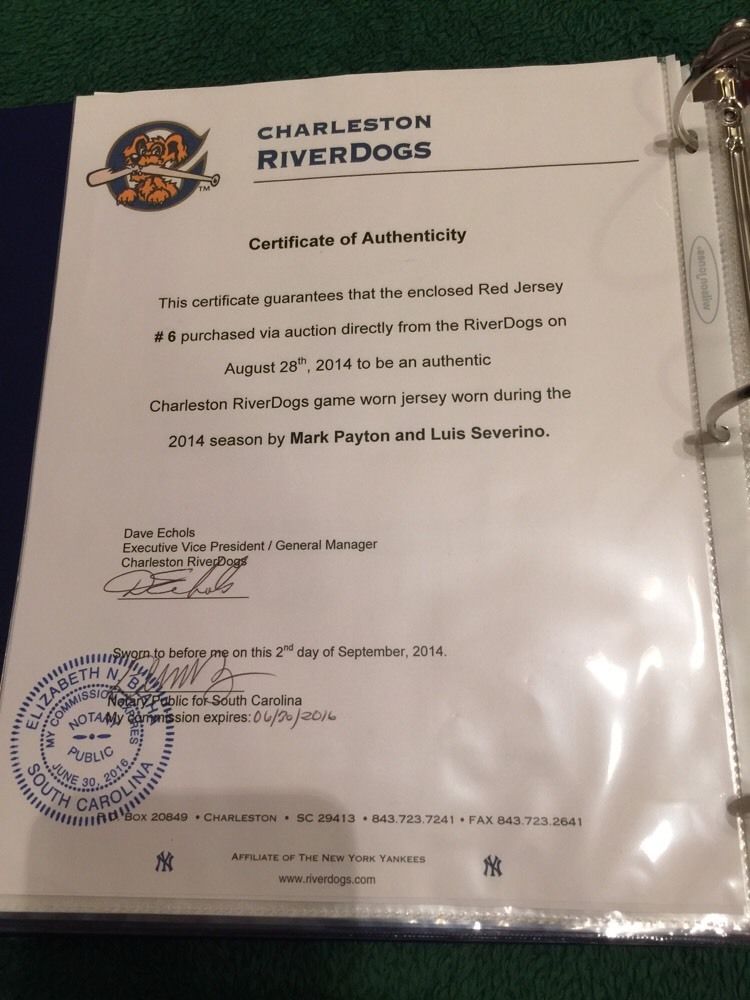 CHARLESTON
RIVERDOGS
TM
Certificate of Authenticity
This certificate guarantees that the enclosed Red Jersey
# 6 purchased via auction directly from the RiverDogs on
August 28th, 2014 to be an authentic
Charleston RiverDogs game worn jersey worn during the
2014 season by Mark Payton and Luis Severino.
Dave Echols
Executive Vice President / General Manager
Charleston RiverDogs
DEchols
Sworn to before me on this 2nd day of September, 2014.
Notary Public for South Carolina
My commission expires: 06/30/2016
ELIZABETH N
MY COMMISSION EXPIRES
NOTARY
PUBLIC
JUNE 30, 2016
SOUTH CAROLINA
P.O. BOX 20849 • CHARLESTON • SC 29413 • 843.723.7241 • FAX 843.723.2641
NY
AFFILIATE OF THE NEW YORK YANKEES
NY
www.riverdogs.com